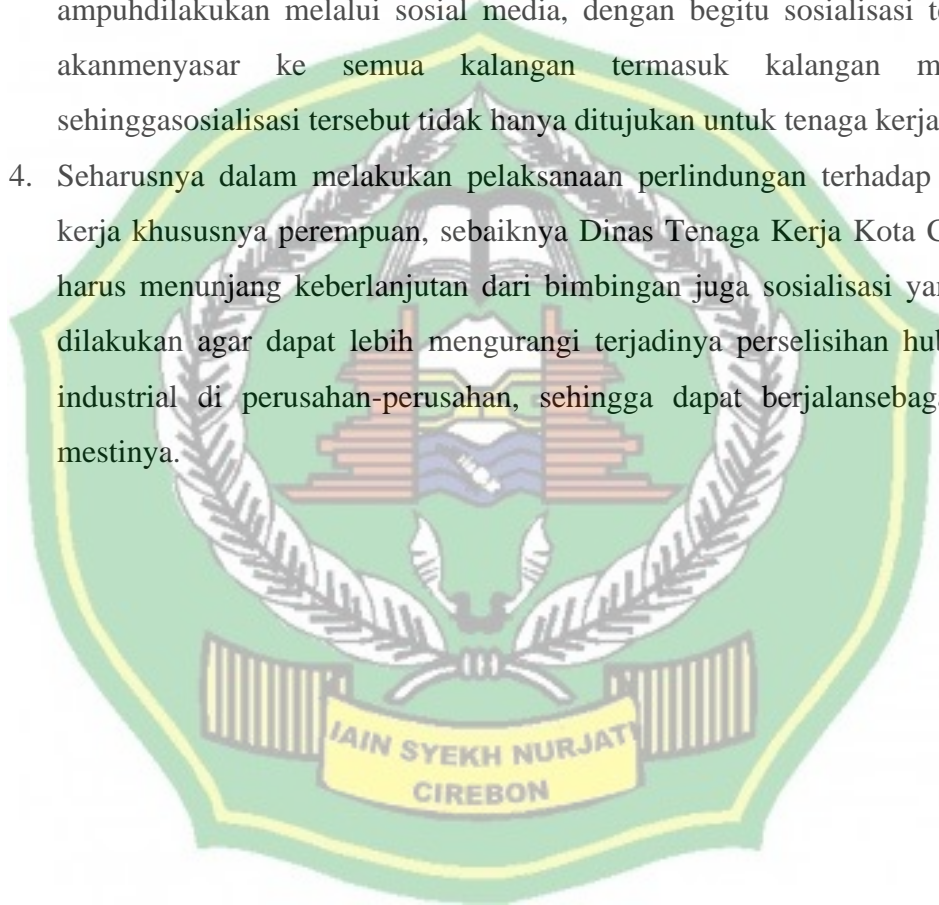 ampuhdilakukan melalui sosial media, dengan begitu sosialisasi
akanmenyasar ke semua kalangan termasuk kalangan
sehinggasosialisasi tersebut tidak hanya ditujukan untuk tenaga kerja
4. Seharusnya dalam melakukan pelaksanaan perlindungan terhadap
kerja khususnya perempuan, sebaiknya Dinas Tenaga Kerja Kota
harus menunjang keberlanjutan dari bimbingan juga sosialisasi
dilakukan agar dapat lebih mengurangi terjadinya perselisihan
industrial di perusahan-perusahan, sehingga dapat
mestinya.
IAIN SYEKH NURJATI
CIREBON